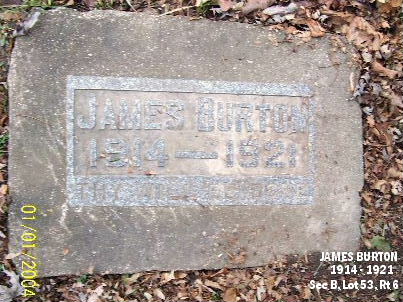 JAMES BURTON
1914 — 1921
01/01/2004
JAMES BURTON
1914 - 1921
Sec B, Lot 53, Rt 6